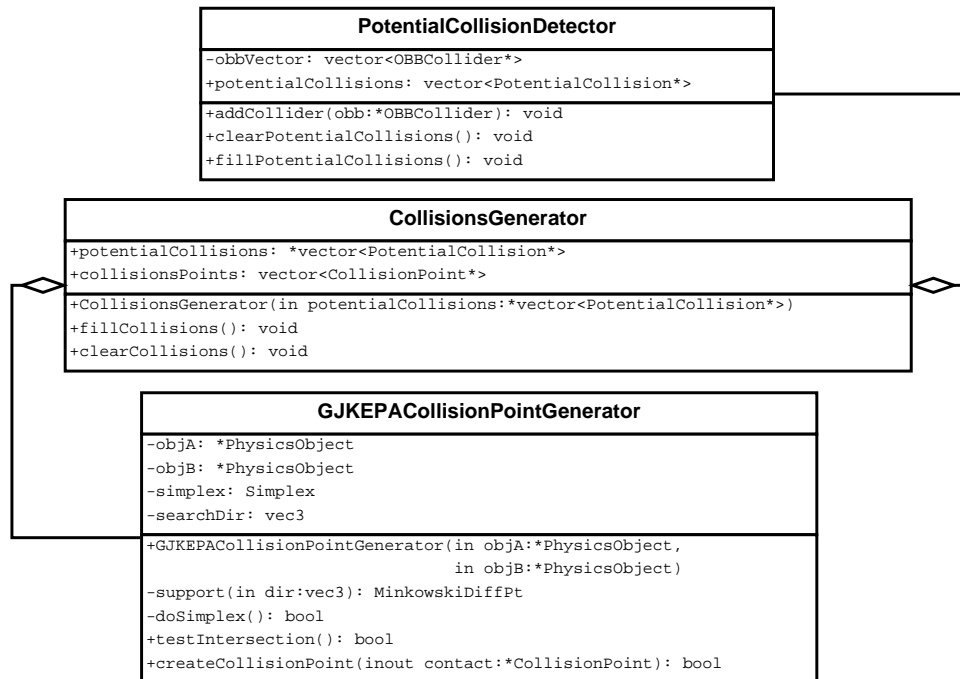 PotentialCollisionDetector
-obbVector: vector<OBBCollider*>
+potentialCollisions: vector<PotentialCollision*>
+addCollider(obb:*OBBCollider): void
+clearPotentialCollisions(): void
+fillPotentialCollisions(): void
CollisionsGenerator
+potentialCollisions: *vector<PotentialCollision*>
+collisionsPoints: vector<CollisionPoint*>
+CollisionsGenerator(in potentialCollisions:*vector<PotentialCollision*>)
+fillCollisions(): void
+clearCollisions(): void
GJKEPACollisionPointGenerator
-objA: *PhysicsObject
-objB: *PhysicsObject
-simplex: Simplex
-searchDir: vec3
+GJKEPACollisionPointGenerator(in objA:*PhysicsObject,
in objB:*PhysicsObject)
-support(in dir:vec3): MinkowskiDiffPt
-doSimplex(): bool
+testIntersection(): bool
+createCollisionPoint(inout contact:*CollisionPoint): bool